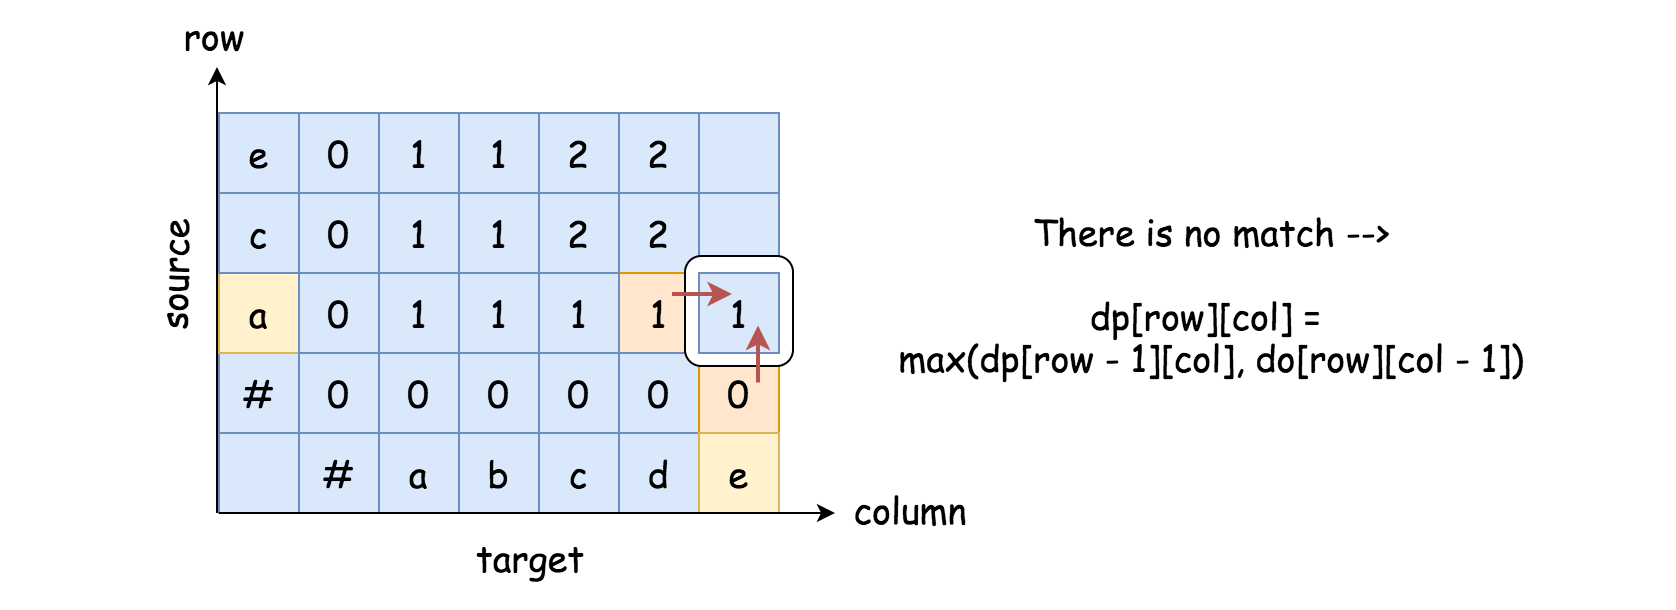 row
e 0 1 1 2 2
c 0 1 1 2 2
There is no match -->
source
a 0 1 1 1 1 1
dp[row][col] =
max(dp[row - 1][col], do[row][col - 1])
# 0 0 0 0 0 0
# a b c d e
column
target